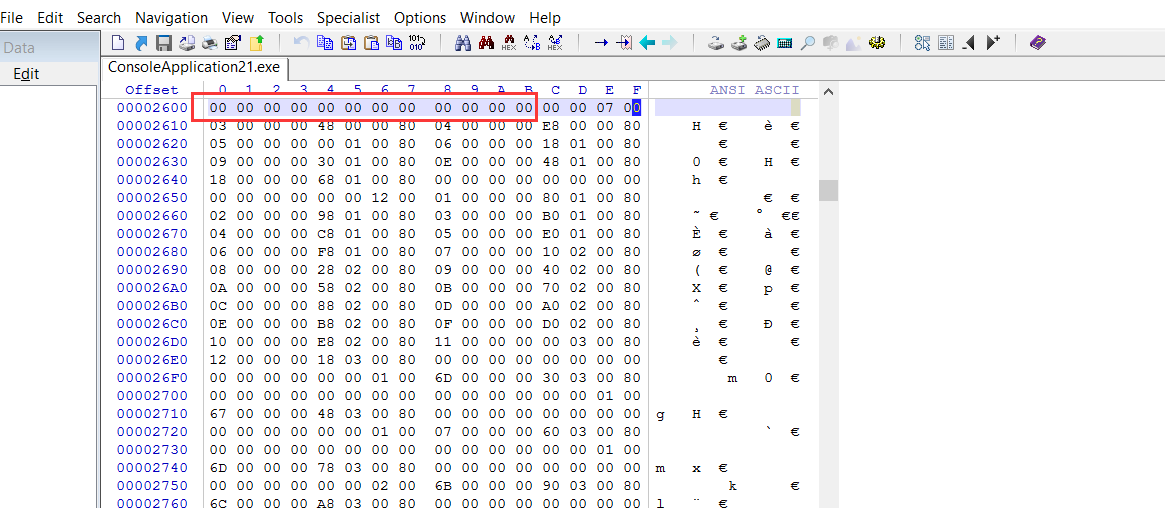 File Edit Search Navigation View Tools Specialist Options Window Help
Data
Edit
ConsoleApplication21.exe
Offset 0 1 2 3 4 5 6 7 8 9 A B C D E F ANSI ASCII
00002600 00 00 00 00 00 00 00 00 00 00 00 00 00 00 07 00
00002610 03 00 00 00 48 00 00 80 04 00 00 00 E8 00 00 80 H € è €
00002620 05 00 00 00 00 01 00 80 06 00 00 00 18 01 00 80 € €
00002630 09 00 00 00 30 01 00 80 0E 00 00 00 48 01 00 80 0 € H €
00002640 18 00 00 00 68 01 00 80 00 00 00 00 00 00 00 00 h €
00002650 00 00 00 00 00 00 12 00 01 00 00 00 80 01 00 80 € €
00002660 02 00 00 00 98 01 00 80 03 00 00 00 B0 01 00 80 ˜ € ° €€
00002670 04 00 00 00 C8 01 00 80 05 00 00 00 E0 01 00 80 È € à €
00002680 06 00 00 00 F8 01 00 80 07 00 00 00 10 02 00 80 ø € €
00002690 08 00 00 00 28 02 00 80 09 00 00 00 40 02 00 80 ( € @ €
000026A0 0A 00 00 00 58 02 00 80 0B 00 00 00 70 02 00 80 X € p €
000026B0 0C 00 00 00 88 02 00 80 0D 00 00 00 A0 02 00 80 ˆ € €
000026C0 0E 00 00 00 B8 02 00 80 0F 00 00 00 D0 02 00 80 ¸ € Ð €
000026D0 10 00 00 00 E8 02 00 80 11 00 00 00 00 03 00 80 è € €
000026E0 12 00 00 00 18 03 00 80 00 00 00 00 00 00 00 00 €
000026F0 00 00 00 00 00 00 01 00 6D 00 00 00 30 03 00 80 m 0 €
00002700 00 00 00 00 00 00 00 00 00 00 00 00 00 00 01 00
00002710 67 00 00 00 48 03 00 80 00 00 00 00 00 00 00 00 g H €
00002720 00 00 00 00 00 00 01 00 07 00 00 00 60 03 00 80 ` €
00002730 00 00 00 00 00 00 00 00 00 00 00 00 00 00 01 00
00002740 6D 00 00 00 78 03 00 80 00 00 00 00 00 00 00 00 m x €
00002750 00 00 00 00 00 00 02 00 6B 00 00 00 90 03 00 80 k €
00002760 6C 00 00 00 A8 03 00 80 00 00 00 00 00 00 00 00 l ¨ €